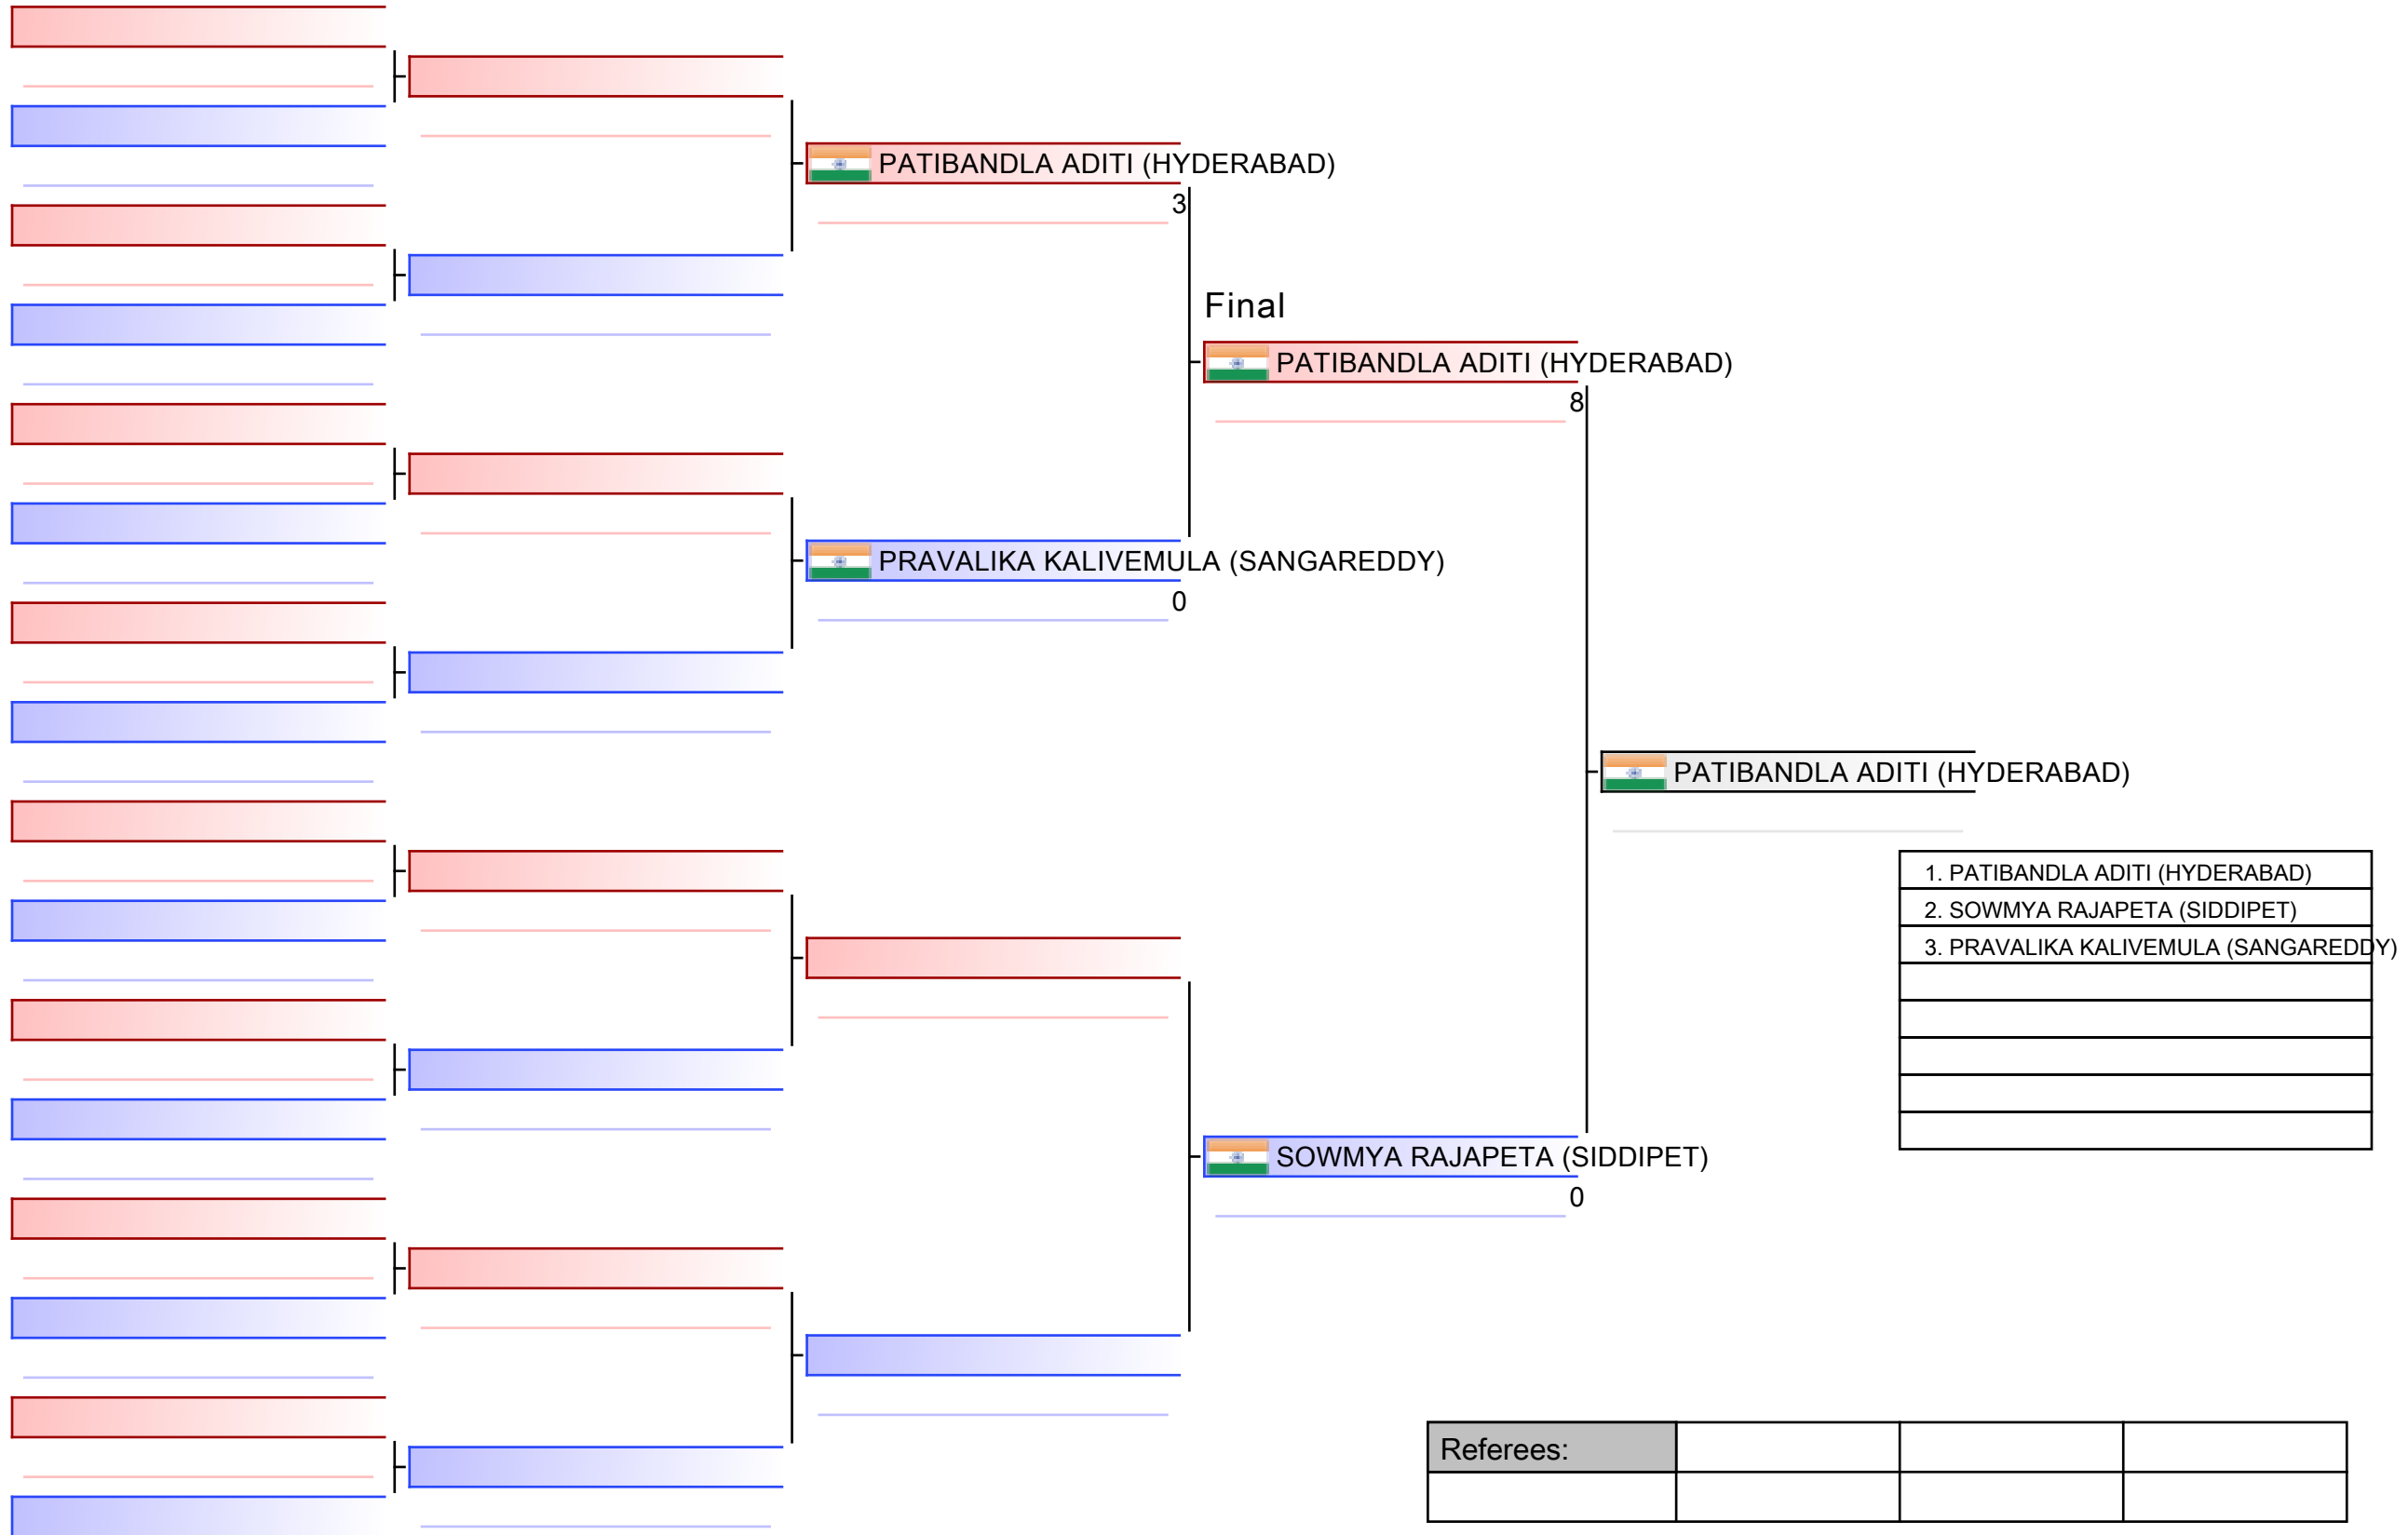 PATIBANDLA ADITI (HYDERABAD)
3
Final
PATIBANDLA ADITI (HYDERABAD)
8
PRAVALIKA KALIVEMULA (SANGAREDDY)
0
PATIBANDLA ADITI (HYDERABAD)
1. PATIBANDLA ADITI (HYDERABAD)
2. SOWMYA RAJAPETA (SIDDIPET)
3. PRAVALIKA KALIVEMULA (SANGAREDDY)
SOWMYA RAJAPETA (SIDDIPET)
0
Referees: